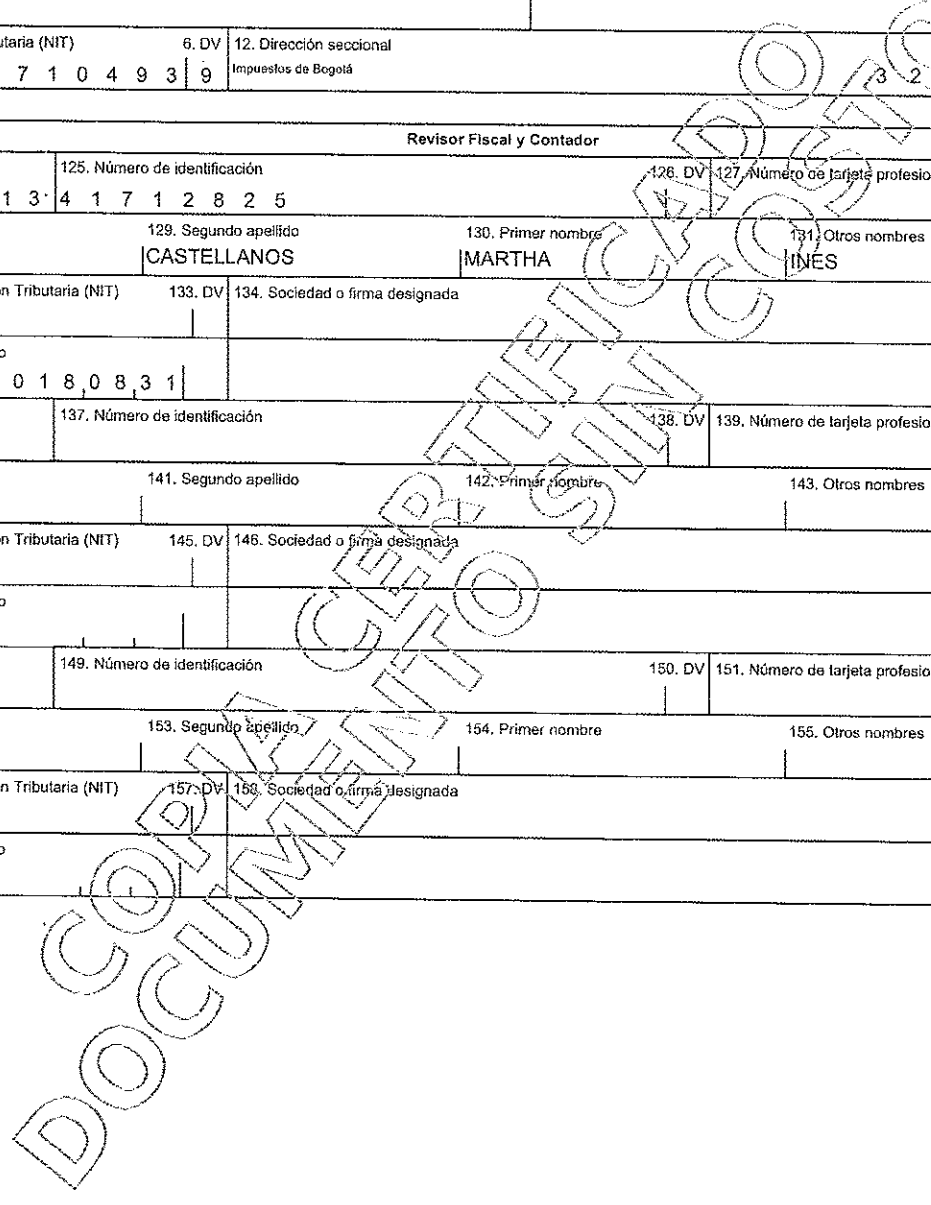 utaria (NIT) 6. DV 12. Dirección seccional
7 1 0 4 9 3 9 Impuestos de Bogotá 3 2
Revisor Fiscal y Contador
125. Número de identificación 126. DV 127. Número de tarjeta profesio
1 3 4 1 7 1 2 8 2 5
129. Segundo apellido 130. Primer nombre 131. Otros nombres
CASTELLANOS MARTHA INES
n Tributaria (NIT) 133. DV 134. Sociedad o firma designada
o
0 1 8 0 8 3 1
137. Número de identificación 138. DV 139. Número de tarjeta profesio
141. Segundo apellido 142. Primer nombre 143. Otros nombres
n Tributaria (NIT) 145. DV 146. Sociedad o firma designada
o
149. Número de identificación 150. DV 151. Número de tarjeta profesio
153. Segundo apellido 154. Primer nombre 155. Otros nombres
n Tributaria (NIT) 157. DV 158. Sociedad o firma designada
o
COPIA CERTIFICADO
DOCUMENTO SIN COSTO